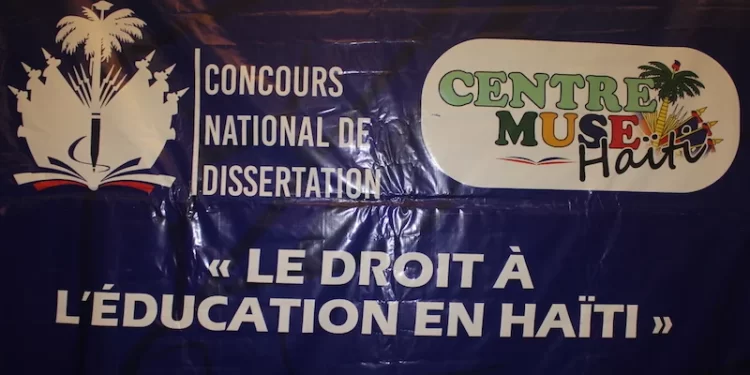 CONCOURS
NATIONAL DE
DISSERTATION
CENTRE
MUSE
Haïti
« LE DROIT À
L'ÉDUCATION EN HAÏTI »